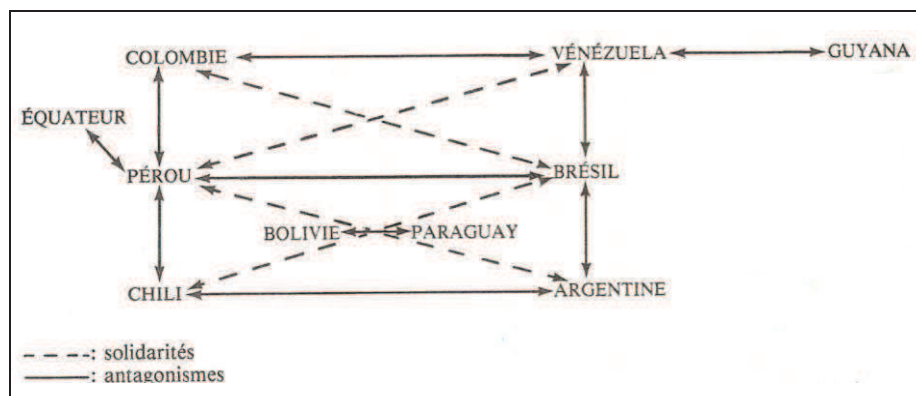 COLOMBIE VÉNÉZUELA GUYANA
ÉQUATEUR
PÉROU BRÉSIL
BOLIVIE PARAGUAY
CHILI ARGENTINE
: solidarités
: antagonismes